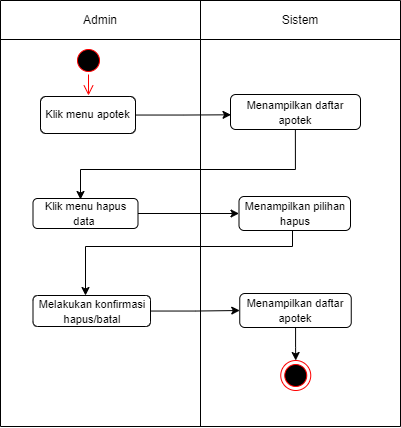 Admin
Sistem
Klik menu apotek
Menampilkan daftar
apotek
Klik menu hapus
data
Menampilkan pilihan
hapus
Melakukan konfirmasi
hapus/batal
Menampilkan daftar
apotek